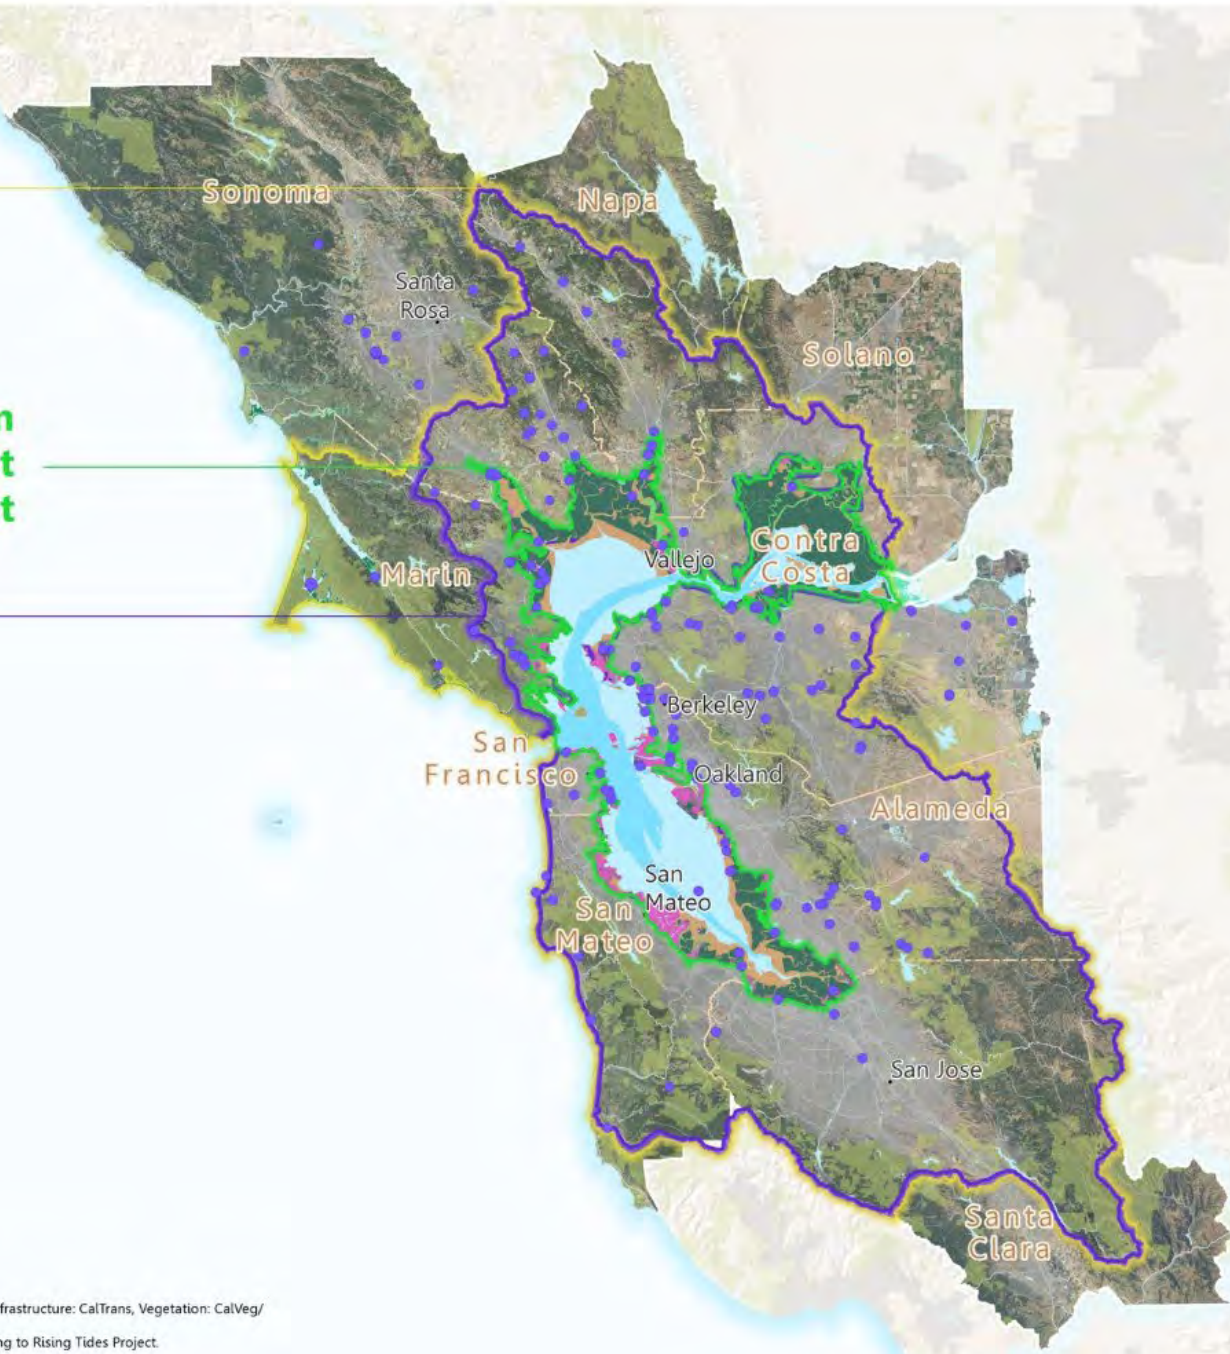 Sonoma
Napa
Santa
Rosa
Solano
n
t
t
Vallejo
Contra
Costa
Marin
Berkeley
San
Francisco
Oakland
Alameda
San
Mateo
San
Mateo
San Jose
Santa
Clara
frastructure: CalTrans, Vegetation: CalVeg/
ng to Rising Tides Project.